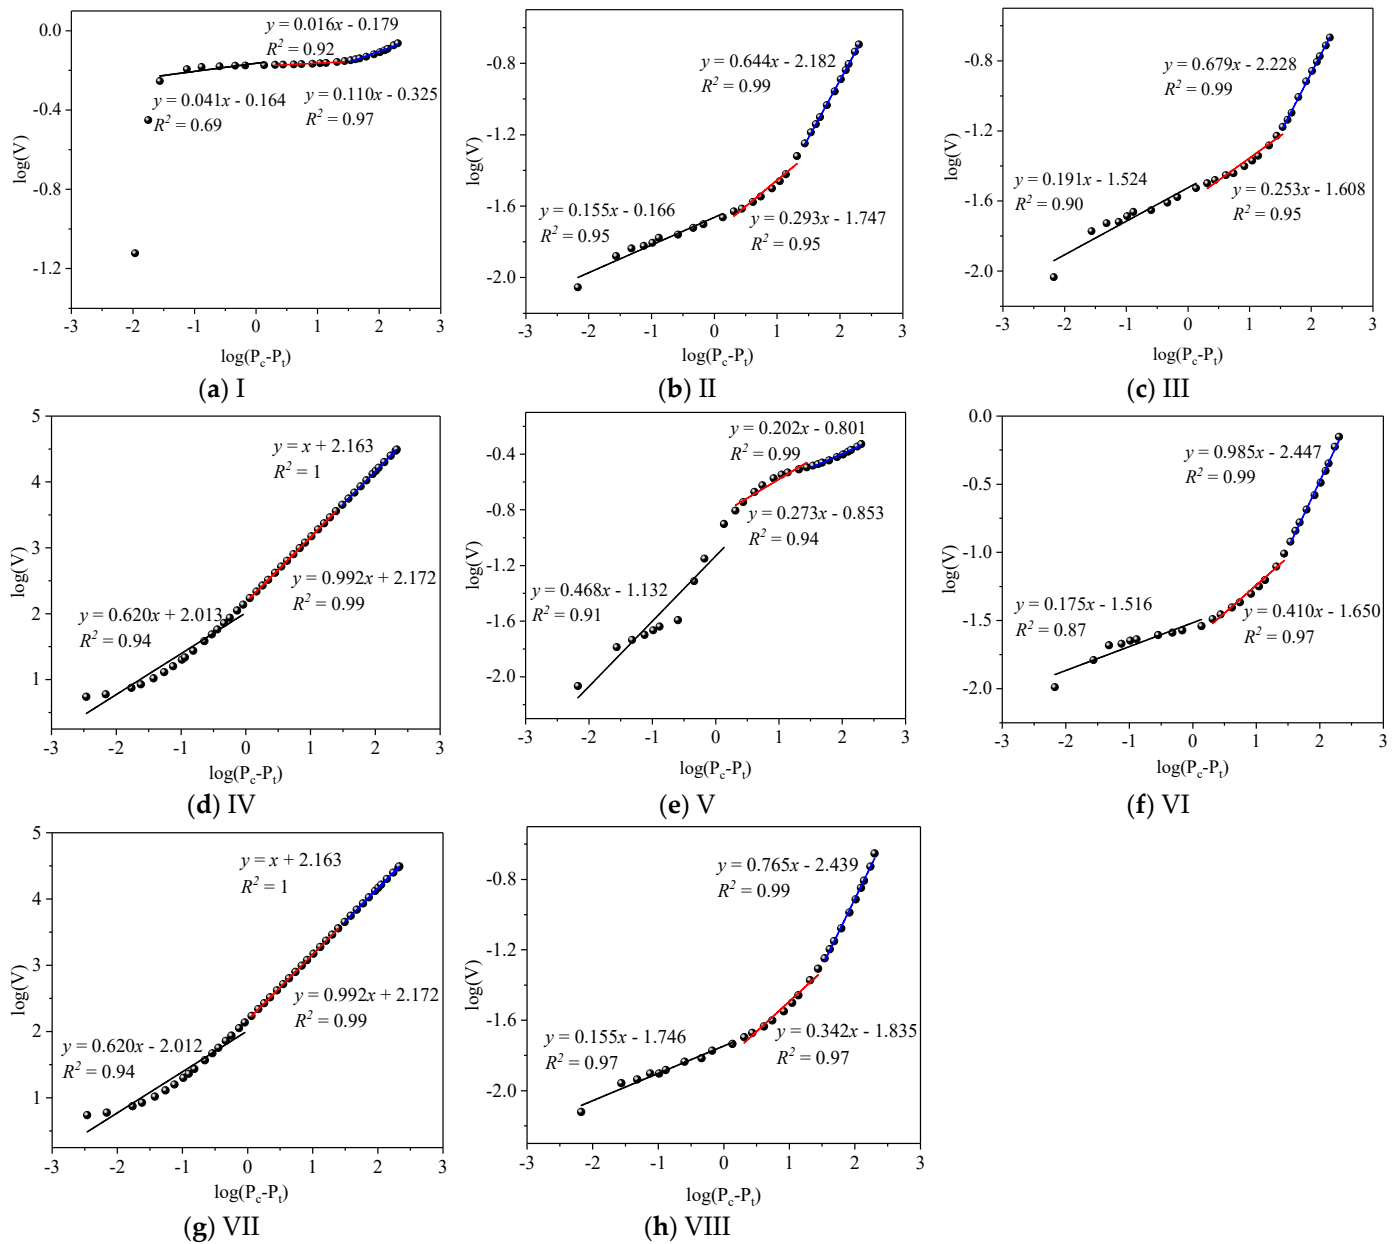 y = 0.016x - 0.179
R² = 0.92
y = 0.041x - 0.164
R² = 0.69
y = 0.110x - 0.325
R² = 0.97
0.0
-0.4
-0.8
-1.2
log(V)
-3 -2 -1 0 1 2 3
log(Pc-Pt)
(a) I
y = 0.644x - 2.182
R² = 0.99
y = 0.155x - 0.166
R² = 0.95
y = 0.293x - 1.747
R² = 0.95
-0.8
-1.2
-1.6
-2.0
log(V)
-3 -2 -1 0 1 2 3
log(Pc-Pt)
(b) II
y = 0.679x - 2.228
R² = 0.99
y = 0.191x - 1.524
R² = 0.90
y = 0.253x - 1.608
R² = 0.95
-0.8
-1.2
-1.6
-2.0
log(V)
-3 -2 -1 0 1 2 3
log(Pc-Pt)
(c) III
y = x + 2.163
R² = 1
y = 0.620x + 2.013
R² = 0.94
y = 0.992x + 2.172
R² = 0.99
5
4
3
2
1
log(V)
-3 -2 -1 0 1 2 3
log(Pc-Pt)
(d) IV
y = 0.202x - 0.801
R² = 0.99
y = 0.273x - 0.853
R² = 0.94
y = 0.468x - 1.132
R² = 0.91
-0.4
-0.8
-1.2
-1.6
-2.0
log(V)
-3 -2 -1 0 1 2 3
log(Pc-Pt)
(e) V
y = 0.985x - 2.447
R² = 0.99
y = 0.175x - 1.516
R² = 0.87
y = 0.410x - 1.650
R² = 0.97
0.0
-0.5
-1.0
-1.5
-2.0
log(V)
-3 -2 -1 0 1 2 3
log(Pc-Pt)
(f) VI
y = x + 2.163
R² = 1
y = 0.620x - 2.012
R² = 0.94
y = 0.992x + 2.172
R² = 0.99
5
4
3
2
1
log(V)
-3 -2 -1 0 1 2 3
log(Pc-Pt)
(g) VII
y = 0.765x - 2.439
R² = 0.99
y = 0.155x - 1.746
R² = 0.97
y = 0.342x - 1.835
R² = 0.97
-0.8
-1.2
-1.6
-2.0
log(V)
-3 -2 -1 0 1 2 3
log(Pc-Pt)
(h) VIII